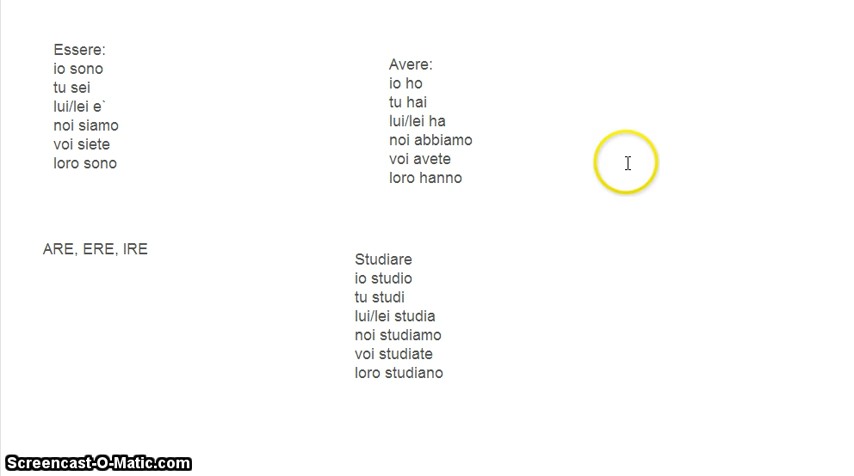 Essere:
io sono
tu sei
lui/lei e`
noi siamo
voi siete
loro sono
Avere:
io ho
tu hai
lui/lei ha
noi abbiamo
voi avete
loro hanno
ARE, ERE, IRE
Studiare
io studio
tu studi
lui/lei studia
noi studiamo
voi studiate
loro studiano
Screencast-O-Matic.com